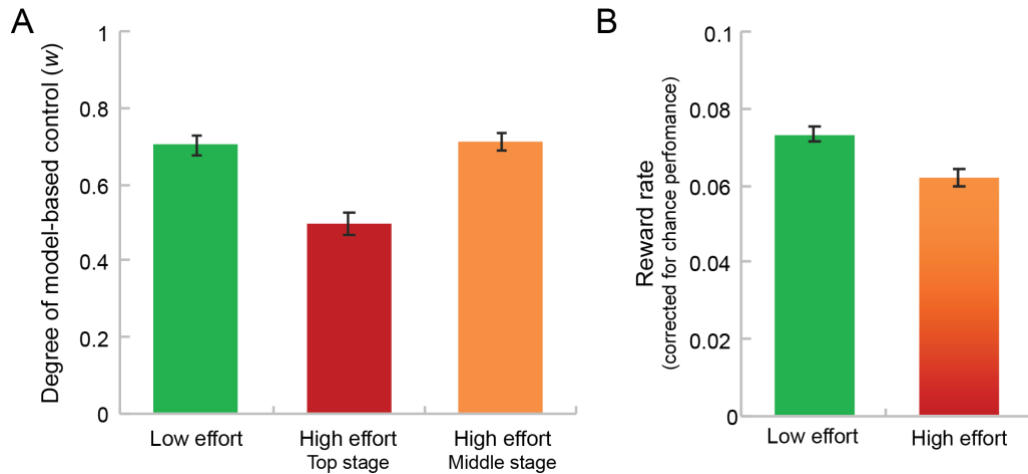 A
Degree of model-based control (w)
1
0.8
0.6
0.4
0.2
0
Low effort
High effort
Top stage
High effort
Middle stage
B
Reward rate
(corrected for chance perfomance)
0.1
0.08
0.06
0.04
0.02
0
Low effort
High effort